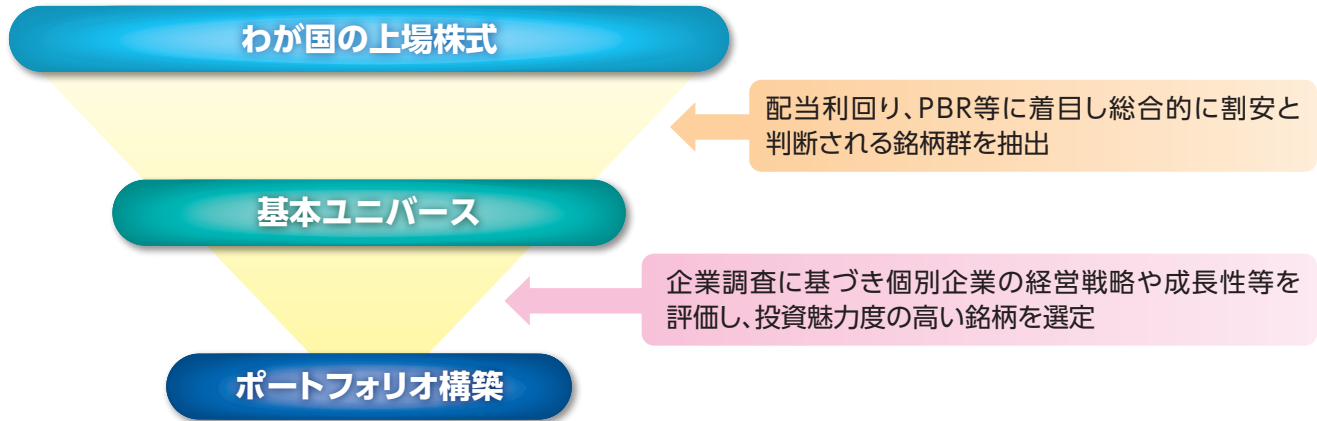 わが国の上場株式
配当利回り、PBR等に着目し総合的に割安と
判断される銘柄群を抽出
基本ユニバース
企業調査に基づき個別企業の経営戦略や成長性等を
評価し、投資魅力度の高い銘柄を選定
ポートフォリオ構築